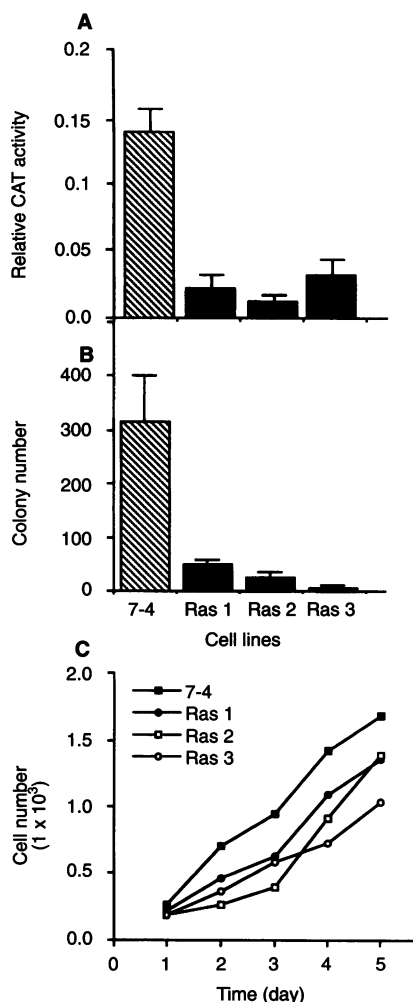 A
0.2
0.15
0.1
0.05
0.0
Relative CAT activity
B
400
300
200
100
0
Colony number
7-4 Ras 1 Ras 2 Ras 3
Cell lines
C
2.0
1.5
1.0
0.5
0.0
Cell number
(1 x 10³)
7-4
Ras 1
Ras 2
Ras 3
0 1 2 3 4 5
Time (day)